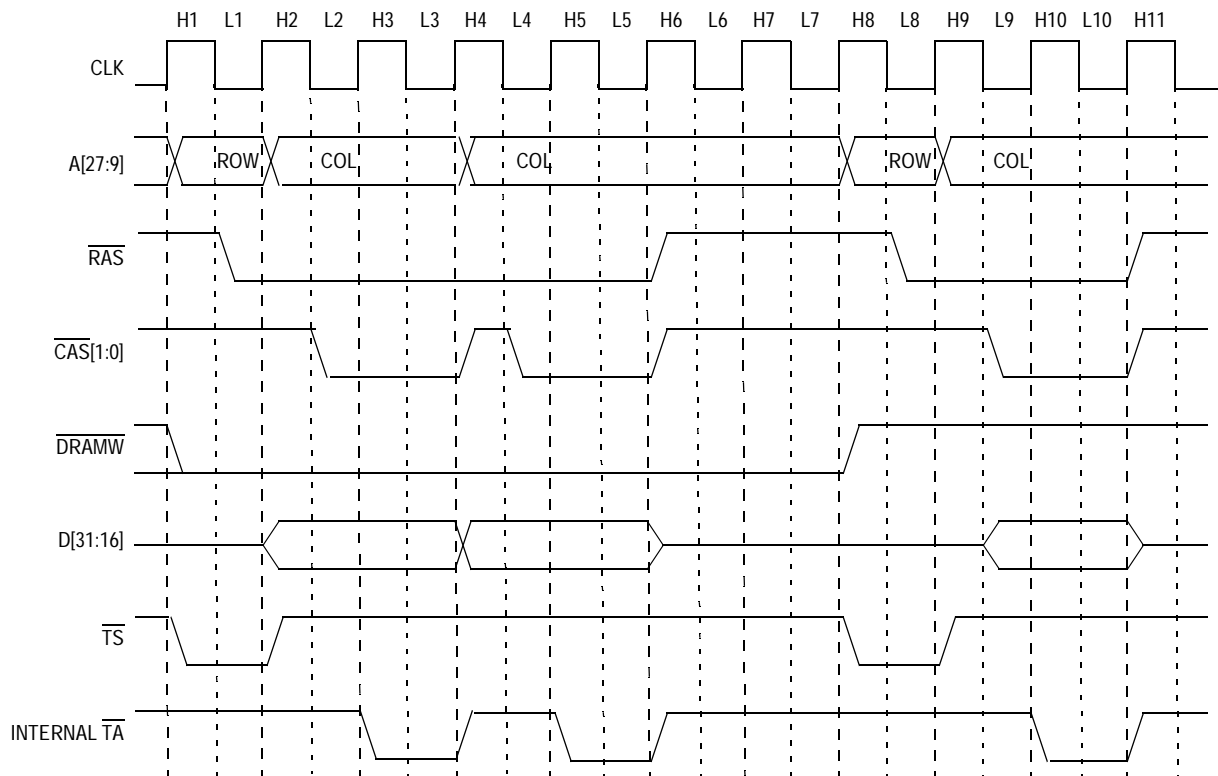 H1 L1 H2 L2 H3 L3 H4 L4 H5 L5 H6 L6 H7 L7 H8 L8 H9 L9 H10 L10 H11
CLK
A[27:9] ROW COL COL ROW COL
RAS
CAS[1:0]
DRAMW
D[31:16]
TS
INTERNAL TA